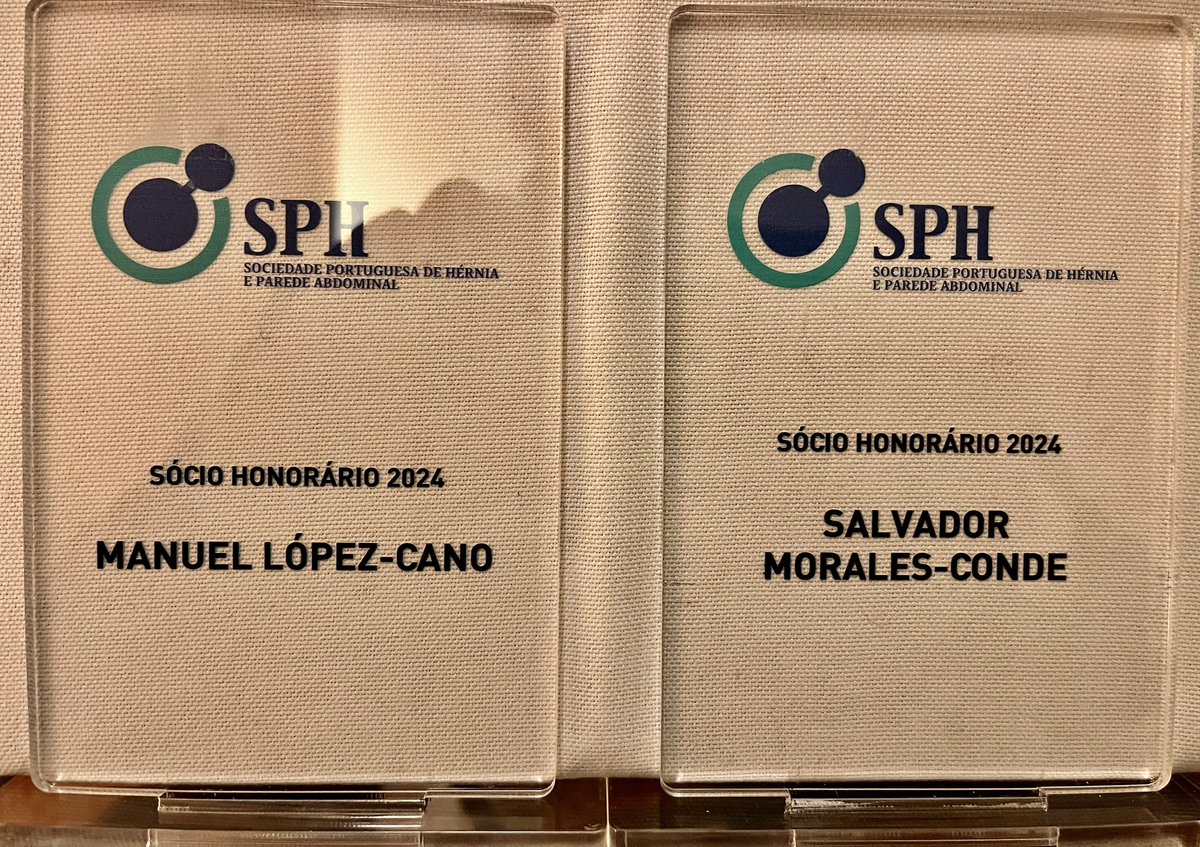 SPH
SOCIEDADE PORTUGUESA DE HÉRNIA
E PAREDE ABDOMINAL
SÓCIO HONORÁRIO 2024
MANUEL LÓPEZ-CANO
SPH
SOCIEDADE PORTUGUESA DE HÉRNIA
E PAREDE ABDOMINAL
SÓCIO HONORÁRIO 2024
SALVADOR
MORALES-CONDE